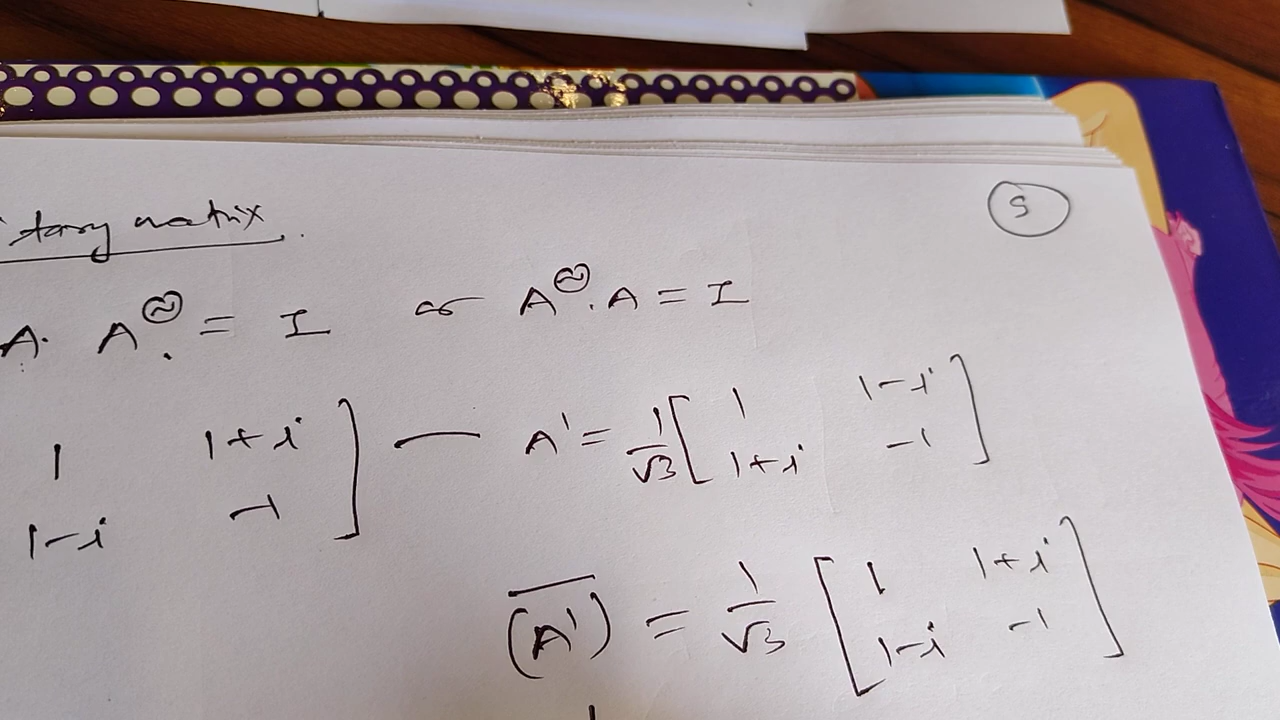 itary matrix.
5
A. A^~ = I or A^~. A = I
[1 1+i; 1-i -1] — A' = 1/√3 [1 1-i; 1+i -1]
(A')‾ = 1/√3 [1 1+i; 1-i -1]